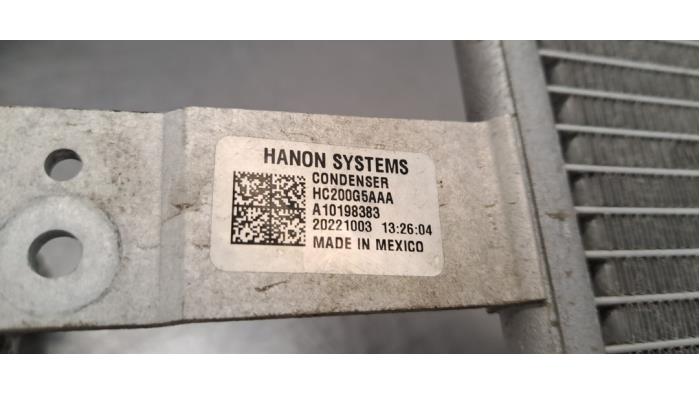 HANON SYSTEMS
CONDENSER
HC200G5AAA
A10198383
20221003 13:26:04
MADE IN MEXICO